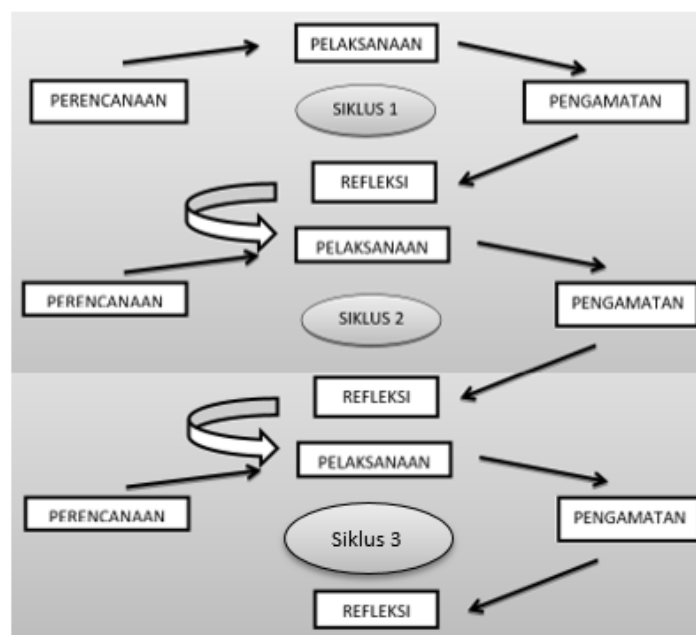 PELAKSANAAN
PERENCANAAN
PENGAMATAN
SIKLUS 1
REFLEKSI
PELAKSANAAN
PERENCANAAN
PENGAMATAN
SIKLUS 2
REFLEKSI
PELAKSANAAN
PERENCANAAN
PENGAMATAN
Siklus 3
REFLEKSI